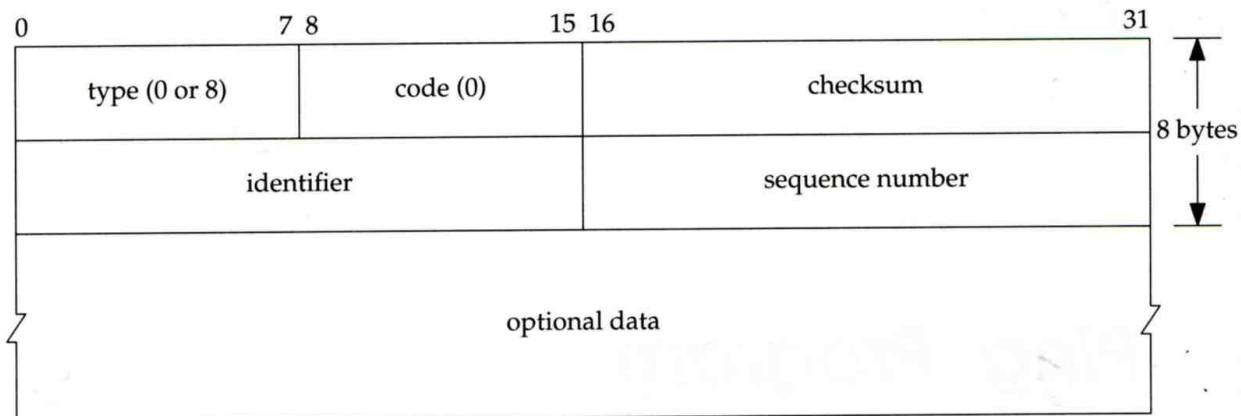 0 7 8 15 16 31
type (0 or 8) code (0) checksum
8 bytes
identifier sequence number
optional data